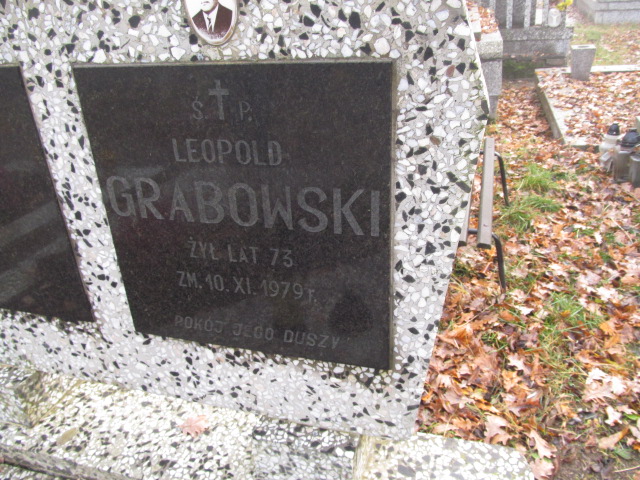 Ś. P.
LEOPOLD
GRABOWSKI
ŻYŁ LAT 73
ZM. 10. XI. 1979 r.
POKÓJ JEGO DUSZY